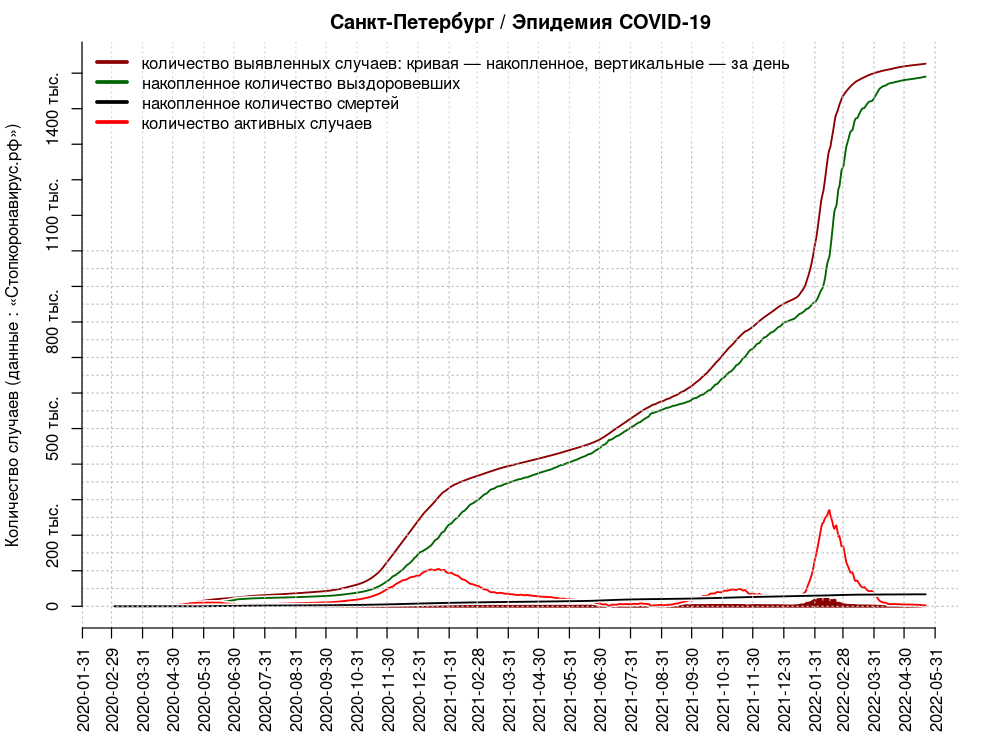 Санкт-Петербург / Эпидемия COVID-19
количество выявленных случаев: кривая — накопленное, вертикальные — за день
накопленное количество выздоровевших
накопленное количество смертей
количество активных случаев
Количество случаев (данные : «Стопкоронавирус.рф»)
1400 тыс.
1100 тыс.
800 тыс.
500 тыс.
200 тыс.
0
2020-01-31
2020-02-29
2020-03-31
2020-04-30
2020-05-31
2020-06-30
2020-07-31
2020-08-31
2020-09-30
2020-10-31
2020-11-30
2020-12-31
2021-01-31
2021-02-28
2021-03-31
2021-04-30
2021-05-31
2021-06-30
2021-07-31
2021-08-31
2021-09-30
2021-10-31
2021-11-30
2021-12-31
2022-01-31
2022-02-28
2022-03-31
2022-04-30
2022-05-31